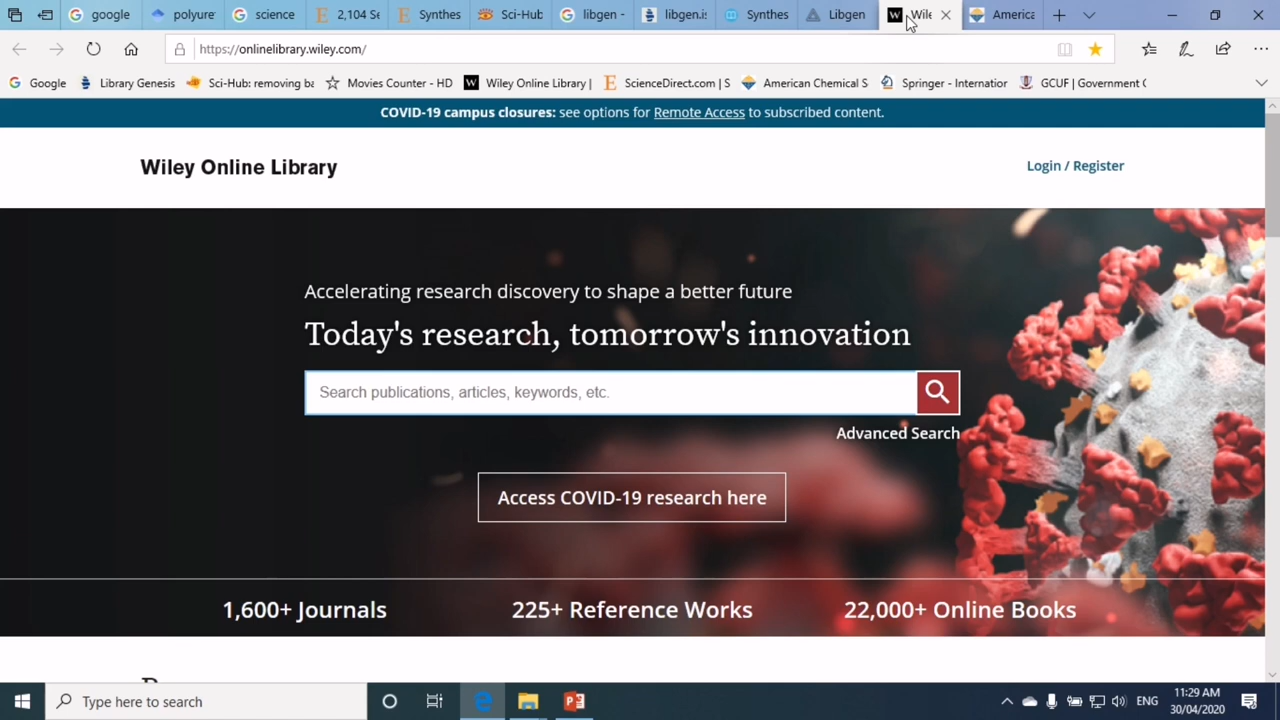 google
polyure
science
2,104 Se
Synthes
Sci-Hub
libgen -
libgen.is
Synthes
Libgen
Wile
America
https://onlinelibrary.wiley.com/
Google
Library Genesis
Sci-Hub: removing ba
Movies Counter - HD
Wiley Online Library |
ScienceDirect.com | S
American Chemical S
Springer - Internation
GCUF | Government C
COVID-19 campus closures: see options for Remote Access to subscribed content.
Wiley Online Library
Login / Register
Accelerating research discovery to shape a better future
Today's research, tomorrow's innovation
Search publications, articles, keywords, etc.
Advanced Search
Access COVID-19 research here
1,600+ Journals
225+ Reference Works
22,000+ Online Books
Type here to search
ENG
11:29 AM
30/04/2020